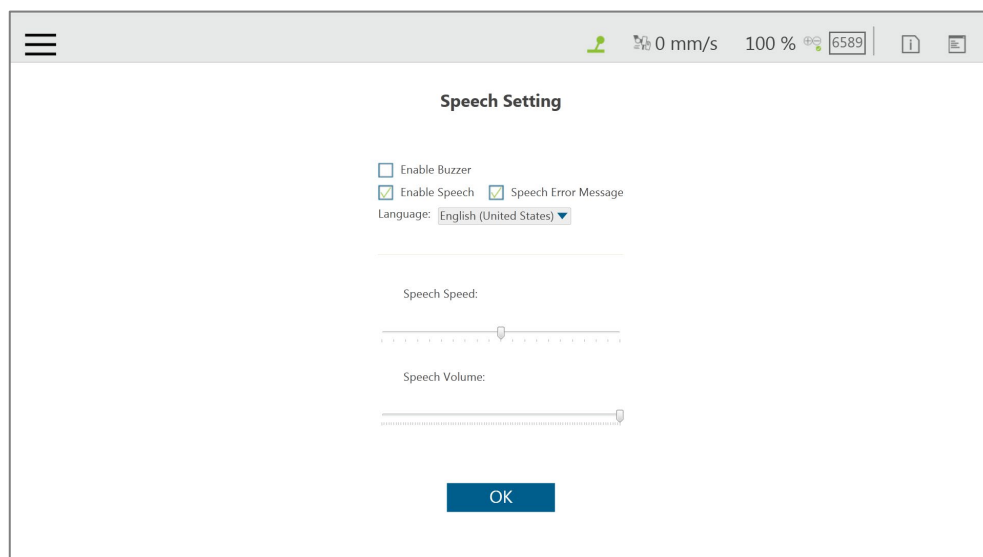 0 mm/s 100 % 6589
Speech Setting
Enable Buzzer
Enable Speech Speech Error Message
Language: English (United States)
Speech Speed:
Speech Volume:
OK